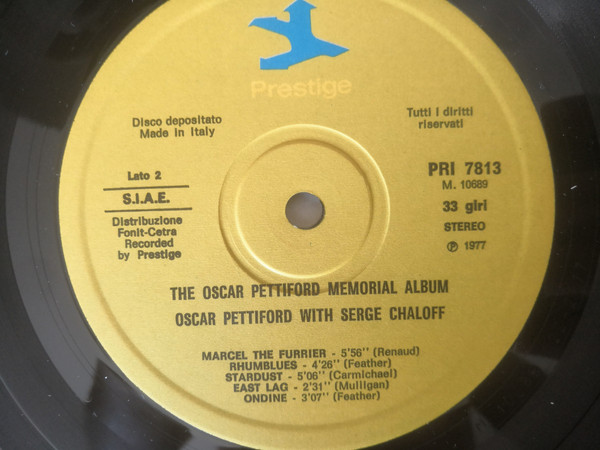 Prestige
Disco depositato
Made in Italy
Tutti i diritti
riservati
Lato 2
S.I.A.E.
Distribuzione
Fonit-Cetra
Recorded
by Prestige
PRI 7813
M. 10689
33 giri
STEREO
℗ 1977
THE OSCAR PETTIFORD MEMORIAL ALBUM
OSCAR PETTIFORD WITH SERGE CHALOFF
MARCEL THE FURRIER - 5'56'' (Renaud)
RHUMBLUES - 4'26'' (Feather)
STARDUST - 5'06'' (Carmichael)
EAST LAG - 2'31'' (Mulligan)
ONDINE - 3'07'' (Feather)